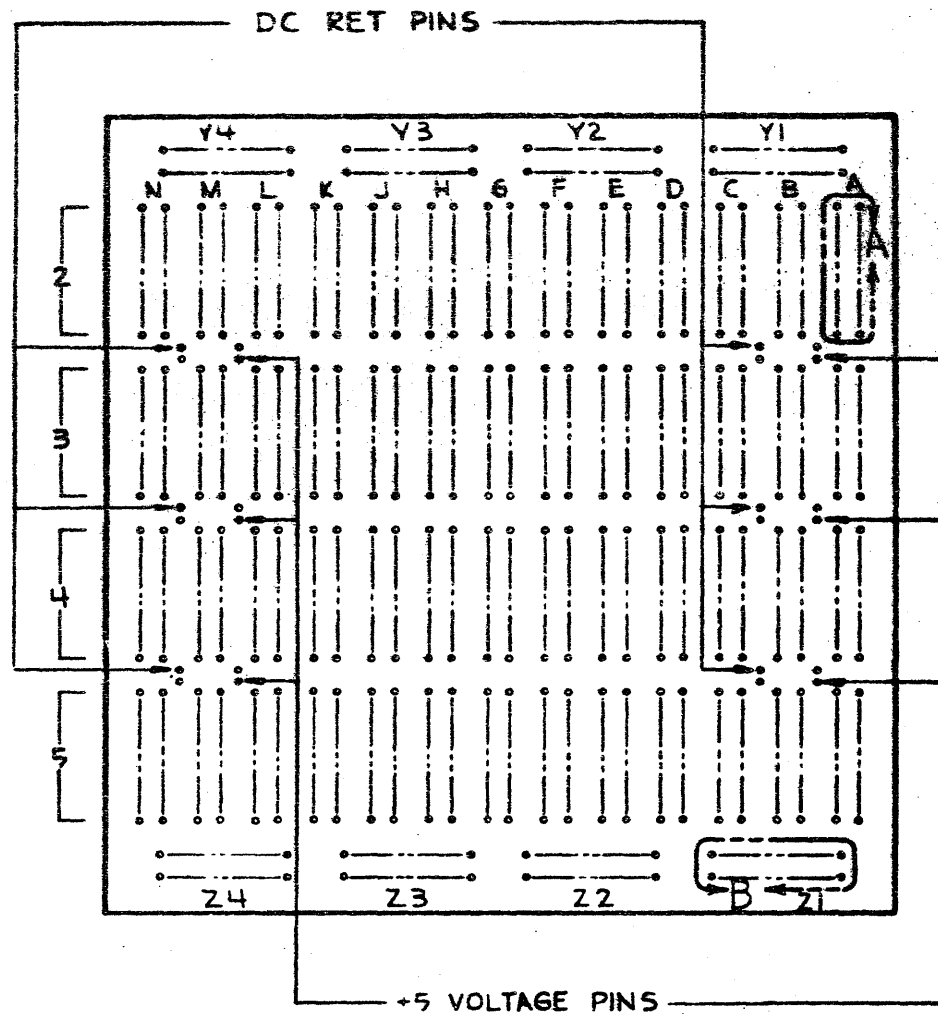 DC RET PINS
Y4 Y3 Y2 Y1
N M L K J H G F E D C B A
A
2
3
4
5
B
Z4 Z3 Z2 Z1
+5 VOLTAGE PINS